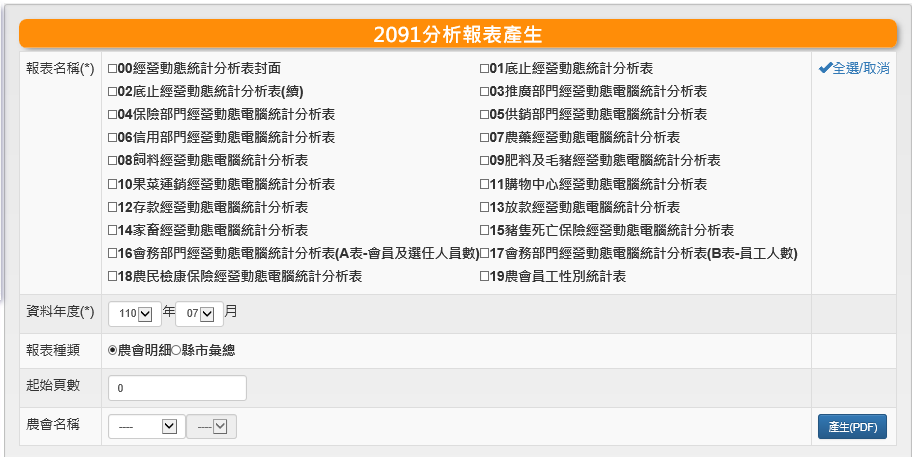 2091分析報表產生
報表名稱(*) □00經營動態統計分析表封面 □01底止經營動態統計分析表 全選/取消
□02底止經營動態統計分析表(續) □03推廣部門經營動態電腦統計分析表
□04保險部門經營動態電腦統計分析表 □05供銷部門經營動態電腦統計分析表
□06信用部門經營動態電腦統計分析表 □07農藥經營動態電腦統計分析表
□08飼料經營動態電腦統計分析表 □09肥料及毛豬經營動態電腦統計分析表
□10果菜運銷經營動態電腦統計分析表 □11購物中心經營動態電腦統計分析表
□12存款經營動態電腦統計分析表 □13放款經營動態電腦統計分析表
□14家畜經營動態電腦統計分析表 □15豬隻死亡保險經營動態電腦統計分析表
□16會務部門經營動態電腦統計分析表(A表-會員及選任人員數) □17會務部門經營動態電腦統計分析表(B表-員工人數)
□18農民檢康保險經營動態電腦統計分析表 □19農會員工性別統計表
資料年度(*) 110 年 07 月
報表種類 農會明細 縣市彙總
起始頁數 0
農會名稱 ---- ---- 產生(PDF)